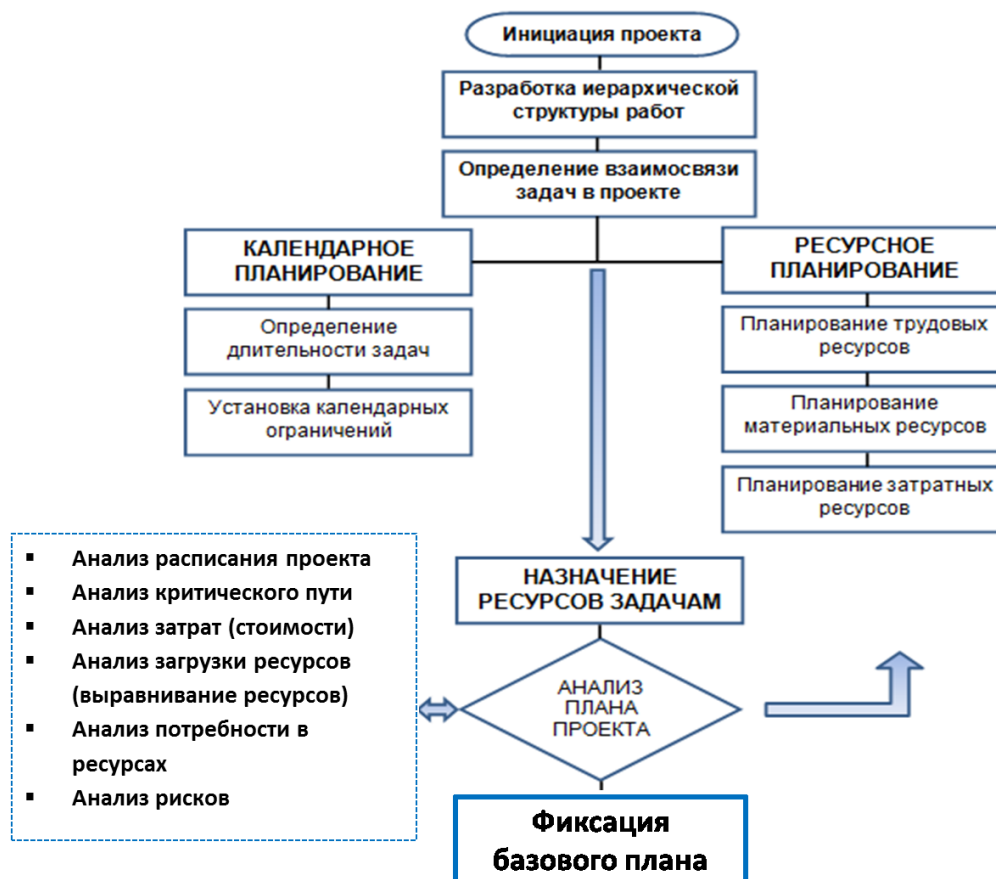 Инициация проекта
Разработка иерархической
структуры работ
Определение взаимосвязи
задач в проекте
КАЛЕНДАРНОЕ
ПЛАНИРОВАНИЕ
Определение
длительности задач
Установка календарных
ограничений
РЕСУРСНОЕ
ПЛАНИРОВАНИЕ
Планирование трудовых
ресурсов
Планирование
материальных ресурсов
Планирование затратных
ресурсов
НАЗНАЧЕНИЕ
РЕСУРСОВ ЗАДАЧАМ
▪ Анализ расписания проекта
▪ Анализ критического пути
▪ Анализ затрат (стоимости)
▪ Анализ загрузки ресурсов
(выравнивание ресурсов)
▪ Анализ потребности в
ресурсах
▪ Анализ рисков
АНАЛИЗ
ПЛАНА
ПРОЕКТА
Фиксация
базового плана